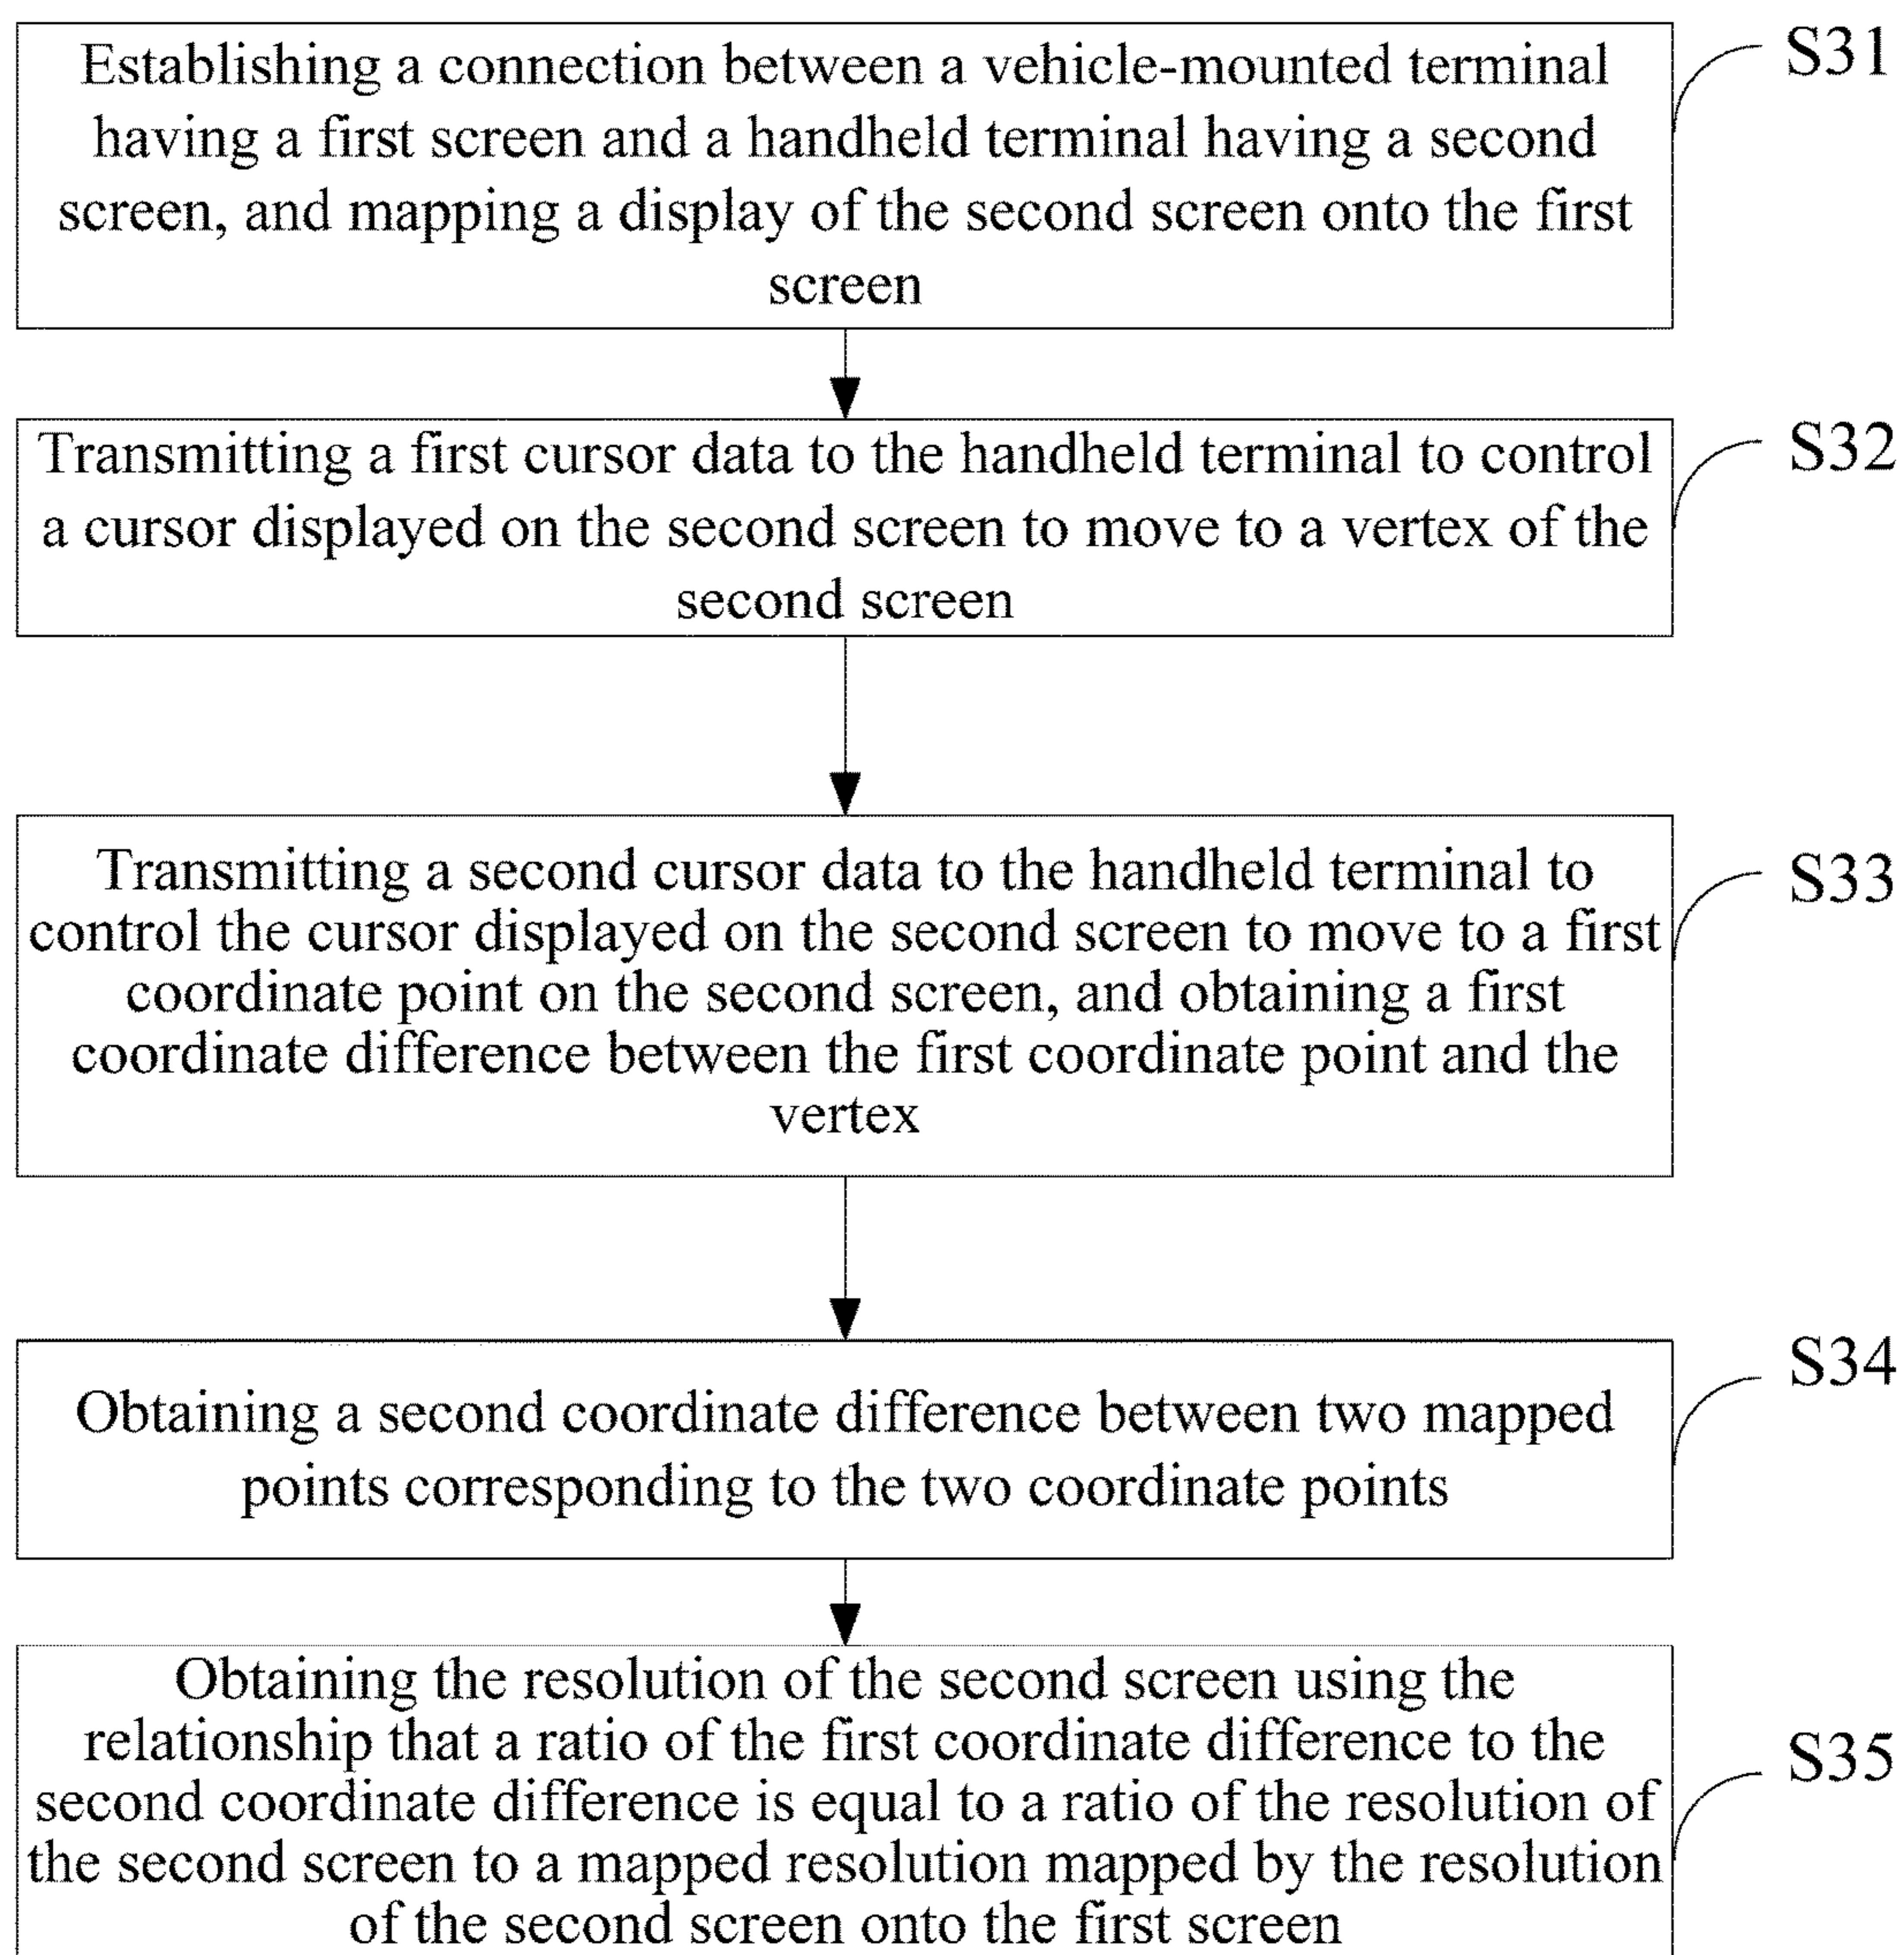 Establishing a connection between a vehicle-mounted terminal
having a first screen and a handheld terminal having a second
screen, and mapping a display of the second screen onto the first
screen
S31
Transmitting a first cursor data to the handheld terminal to control
a cursor displayed on the second screen to move to a vertex of the
second screen
S32
Transmitting a second cursor data to the handheld terminal to
control the cursor displayed on the second screen to move to a first
coordinate point on the second screen, and obtaining a first
coordinate difference between the first coordinate point and the
vertex
S33
Obtaining a second coordinate difference between two mapped
points corresponding to the two coordinate points
S34
Obtaining the resolution of the second screen using the
relationship that a ratio of the first coordinate difference to the
second coordinate difference is equal to a ratio of the resolution of
the second screen to a mapped resolution mapped by the resolution
of the second screen onto the first screen
S35